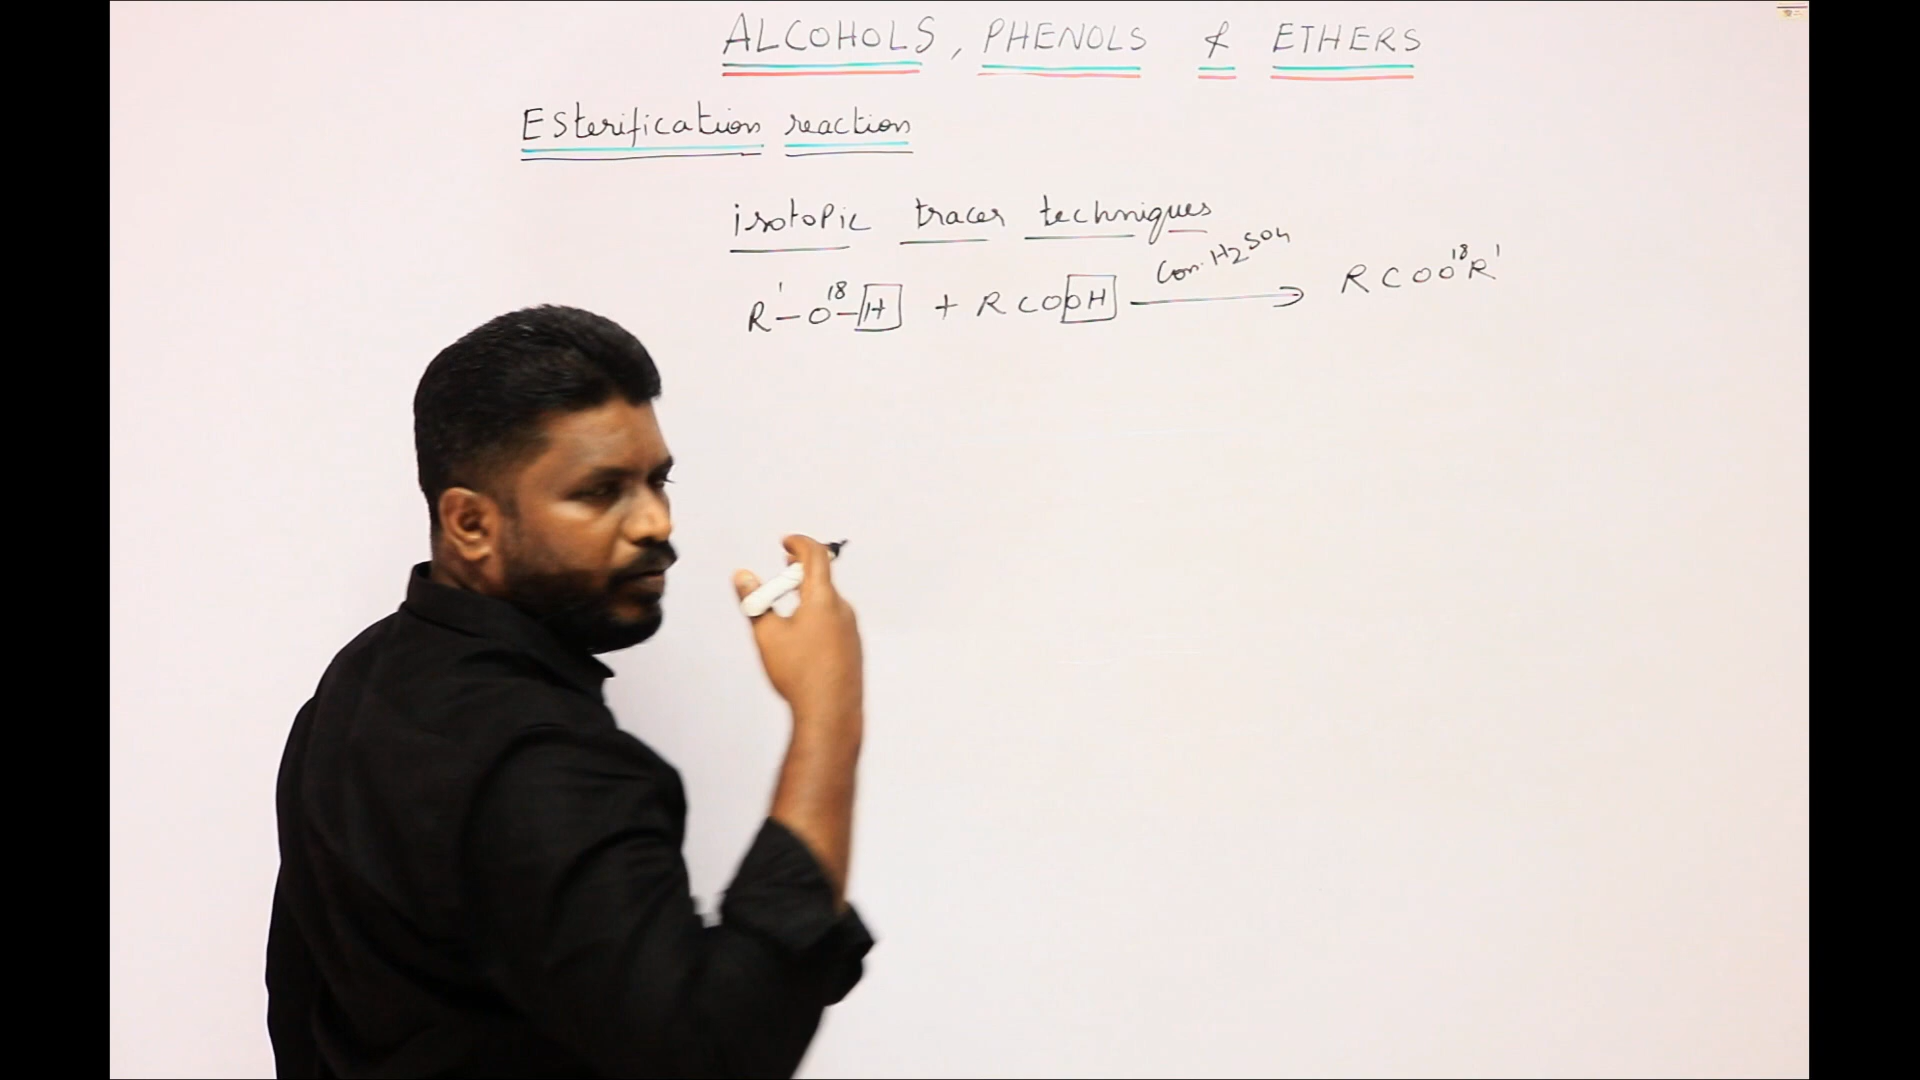 ALCOHOLS, PHENOLS & ETHERS
Esterification reaction
isotopic tracer techniques
R'-O¹⁸-H + RCOOH Con. H₂SO₄ → RCOO¹⁸R'